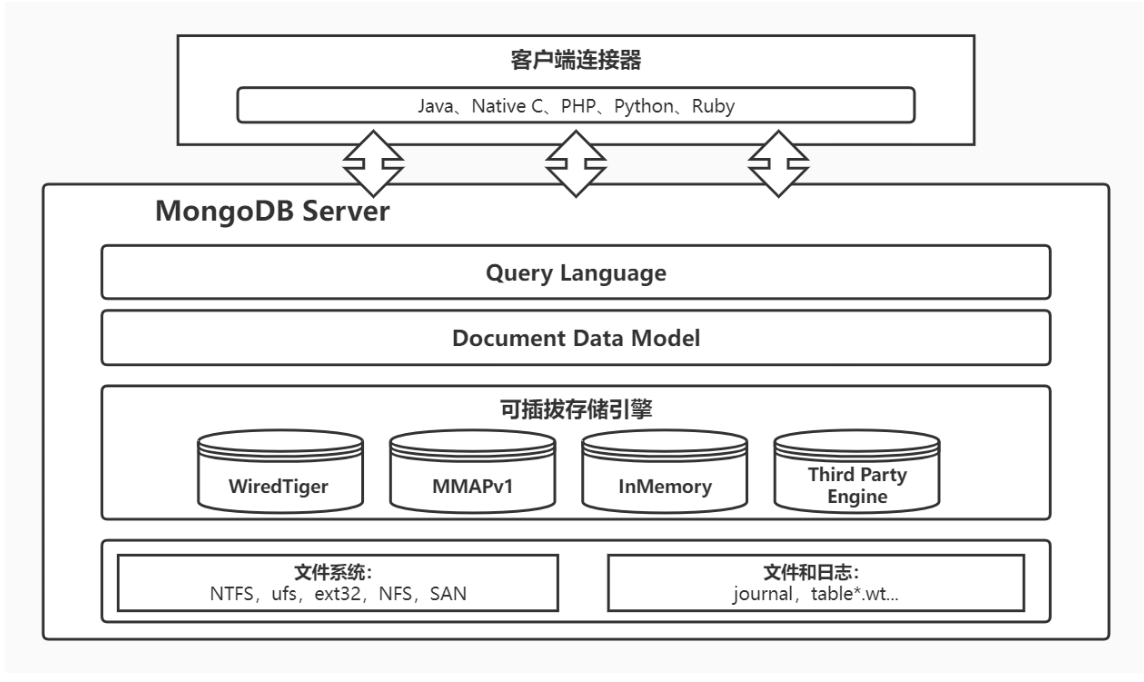 客户端连接器
Java、Native C、PHP、Python、Ruby
MongoDB Server
Query Language
Document Data Model
可插拔存储引擎
WiredTiger
MMAPv1
InMemory
Third Party
Engine
文件系统：
NTFS，ufs，ext32，NFS，SAN
文件和日志：
journal，table*.wt...